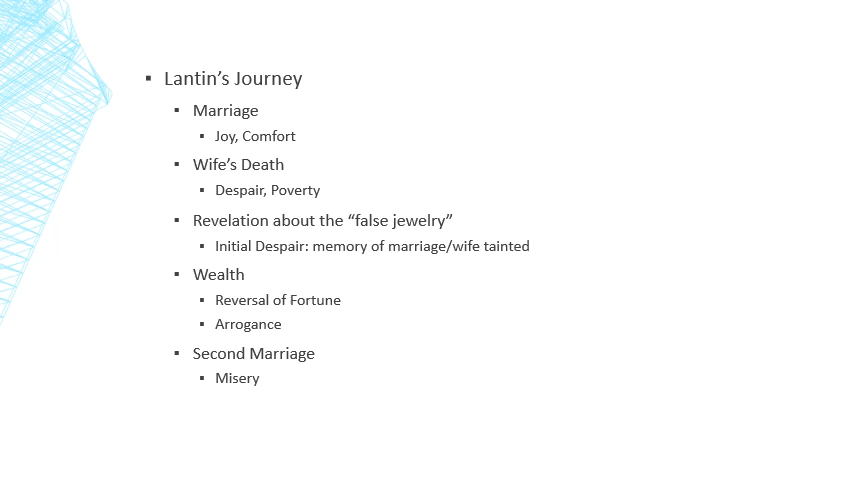 ▪ Lantin’s Journey
▪ Marriage
▪ Joy, Comfort
▪ Wife’s Death
▪ Despair, Poverty
▪ Revelation about the “false jewelry”
▪ Initial Despair: memory of marriage/wife tainted
▪ Wealth
▪ Reversal of Fortune
▪ Arrogance
▪ Second Marriage
▪ Misery